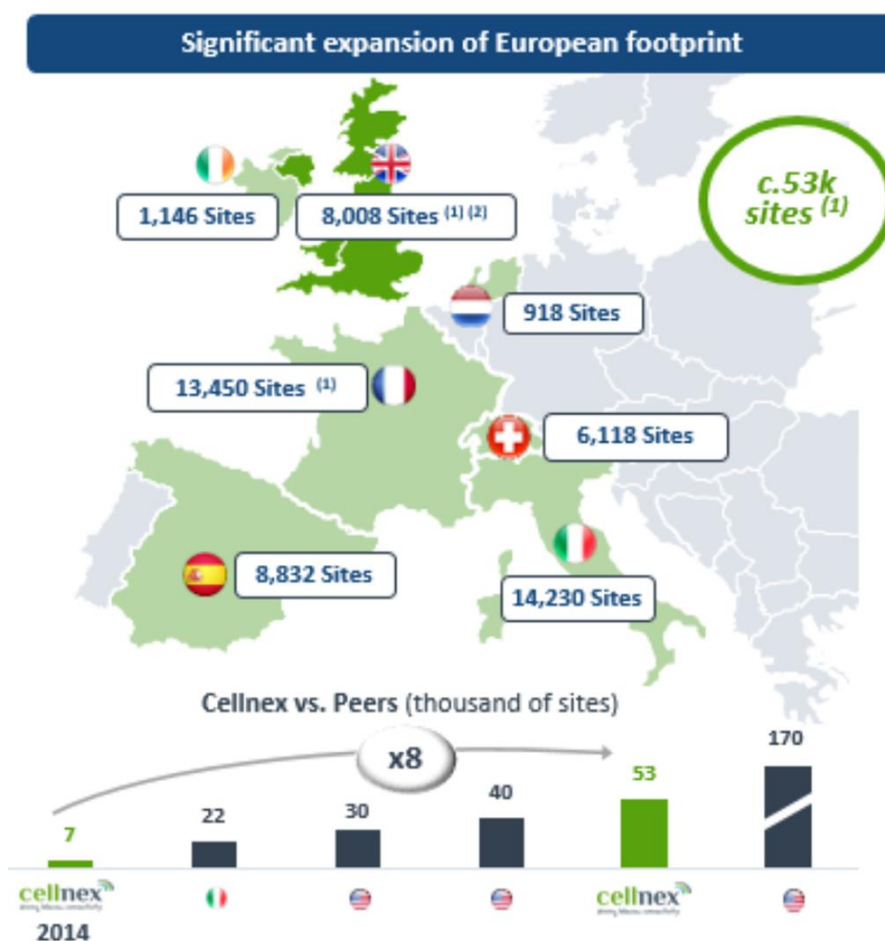 Significant expansion of European footprint
c.53k
sites (1)
1,146 Sites
8,008 Sites (1) (2)
918 Sites
13,450 Sites (1)
6,118 Sites
8,832 Sites
14,230 Sites
Cellnex vs. Peers (thousand of sites)
x8
7
22
30
40
53
170
cellnex
cellnex
2014